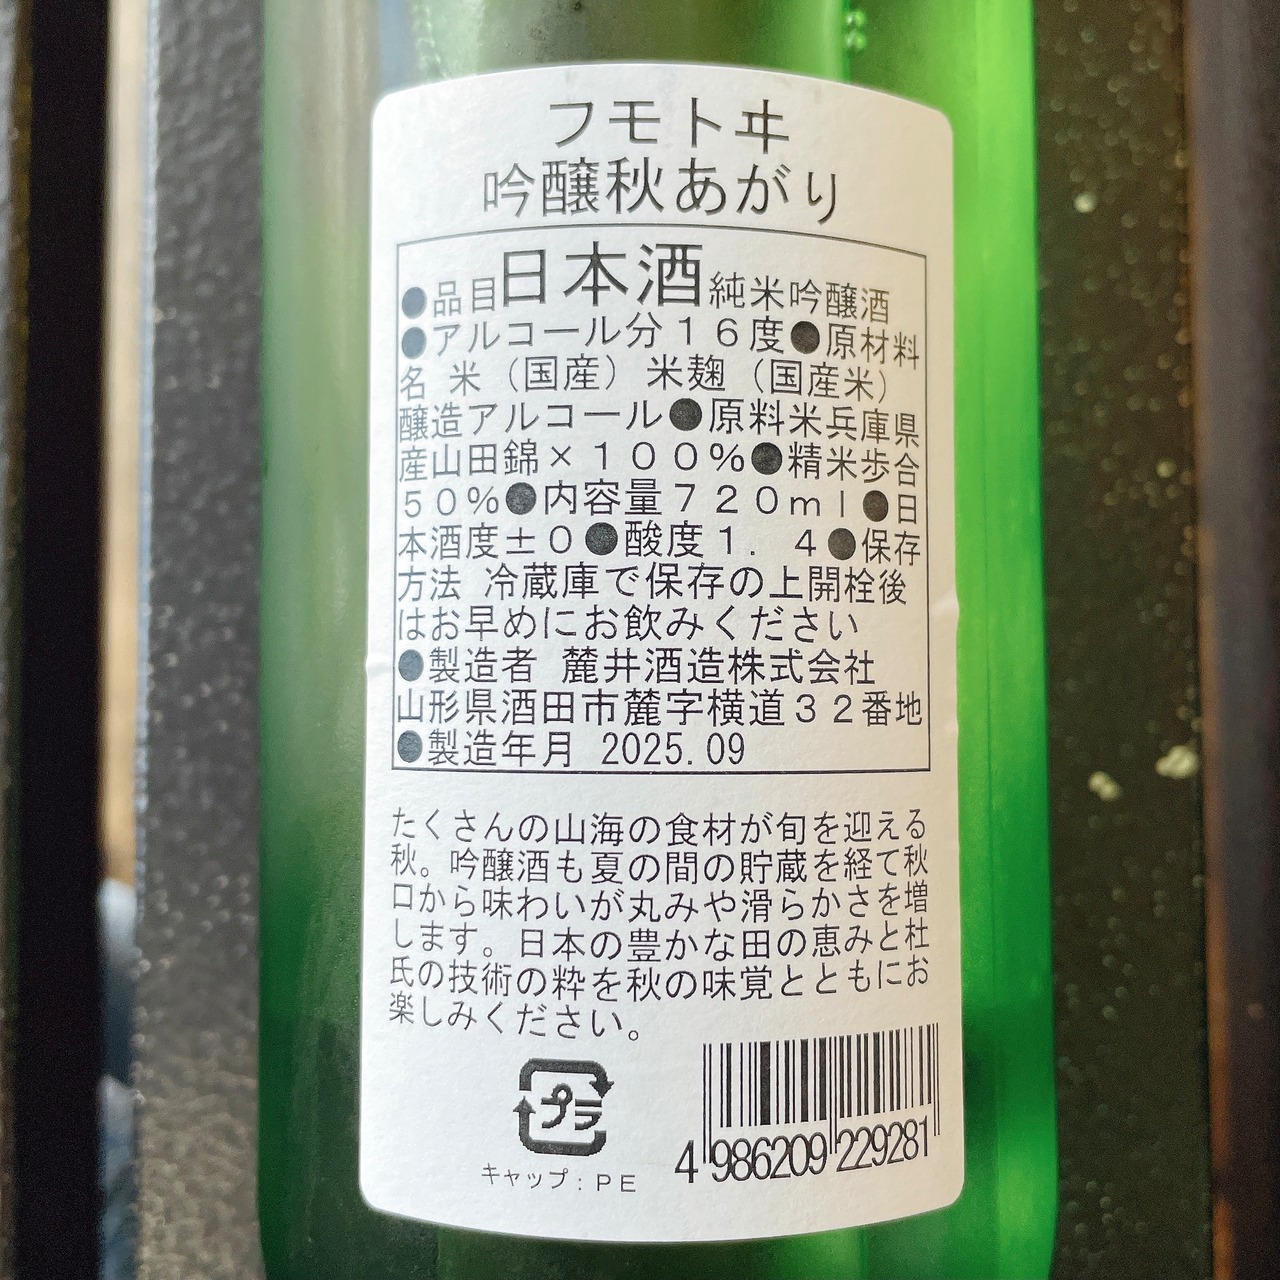 フモトヰ
吟醸秋あがり
●品目日本酒純米吟醸酒
●アルコール分１６度●原材料
名 米（国産）米麹（国産米）
醸造アルコール●原料米兵庫県
産山田錦×１００％●精米歩合
５０％●内容量７２０ｍｌ●日
本酒度±０●酸度１．４●保存
方法 冷蔵庫で保存の上開栓後
はお早めにお飲みください
●製造者 麓井酒造株式会社
山形県酒田市麓字横道３２番地
●製造年月 2025.09
たくさんの山海の食材が旬を迎える
秋。吟醸酒も夏の間の貯蔵を経て秋
口から味わいが丸みや滑らかさを増
します。日本の豊かな田の恵みと杜
氏の技術の粋を秋の味覚とともにお
楽しみください。
プラ
キャップ：ＰＥ
4 986209 229281